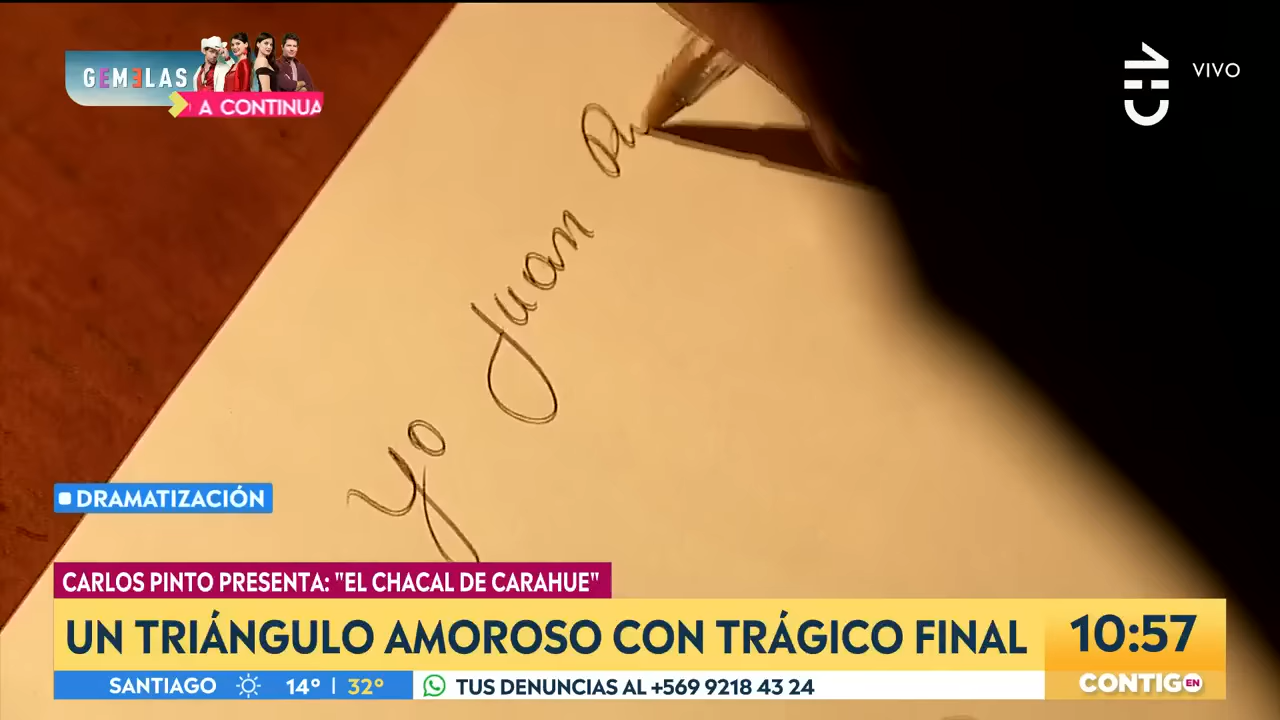 GEMELAS
A CONTINUA
CHV
VIVO
Yo Juan
DRAMATIZACIÓN
CARLOS PINTO PRESENTA: "EL CHACAL DE CARAHUE"
UN TRIÁNGULO AMOROSO CON TRÁGICO FINAL
10:57
SANTIAGO 14° | 32°
TUS DENUNCIAS AL +569 9218 43 24
CONTIGO EN